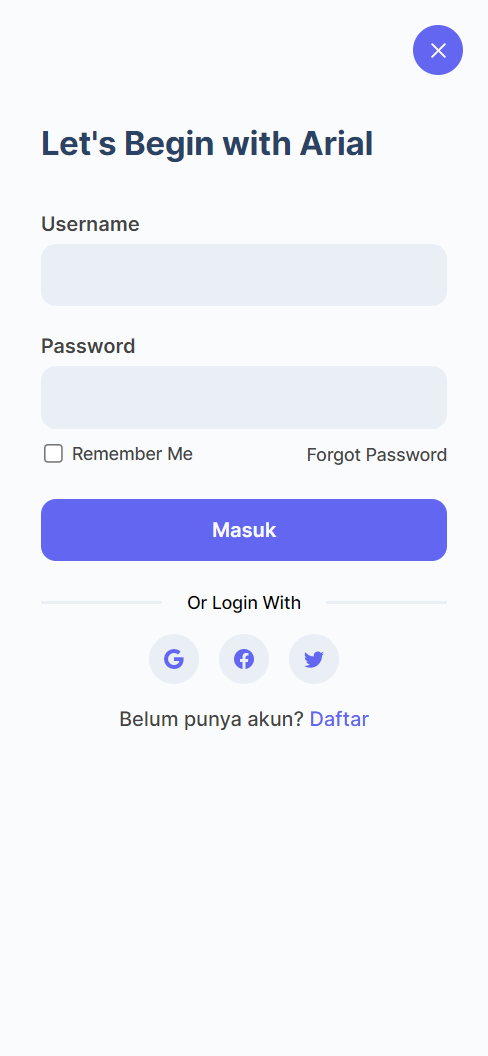 Let's Begin with Arial
Username
Password
Remember Me
Forgot Password
Masuk
Or Login With
Belum punya akun? Daftar